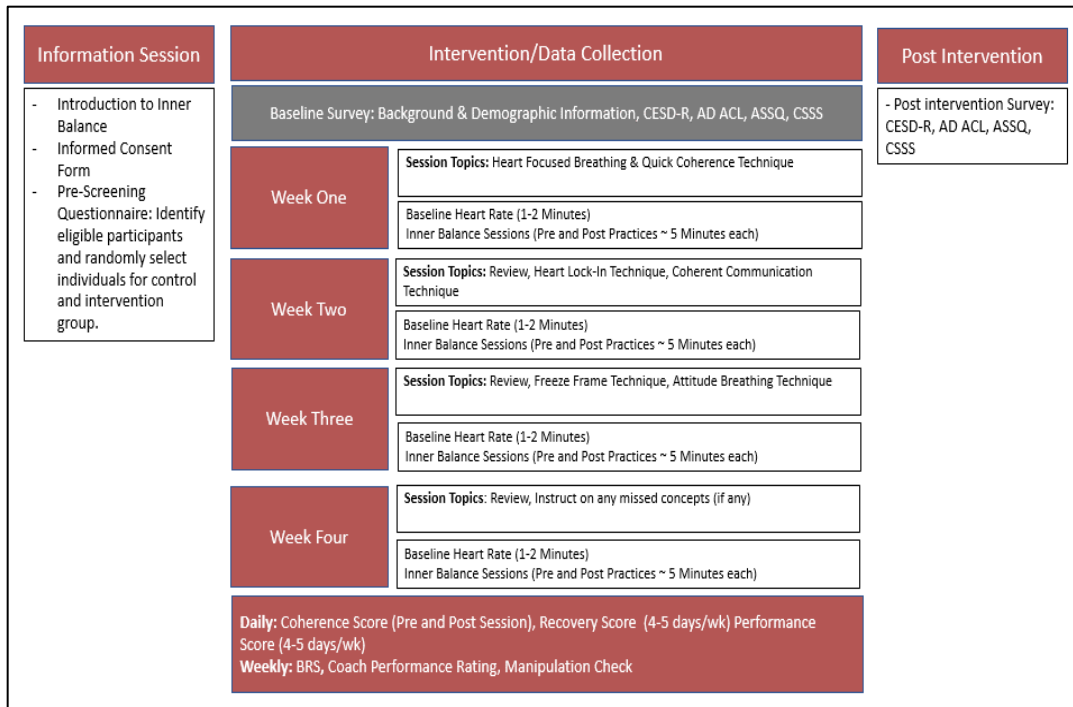 Information Session
- Introduction to Inner
Balance
- Informed Consent
Form
- Pre-Screening
Questionnaire: Identify
eligible participants
and randomly select
individuals for control
and intervention
group.
Intervention/Data Collection
Baseline Survey: Background & Demographic Information, CESD-R, AD ACL, ASSQ, CSSS
Week One
Session Topics: Heart Focused Breathing & Quick Coherence Technique
Baseline Heart Rate (1-2 Minutes)
Inner Balance Sessions (Pre and Post Practices ~ 5 Minutes each)
Week Two
Session Topics: Review, Heart Lock-In Technique, Coherent Communication
Technique
Baseline Heart Rate (1-2 Minutes)
Inner Balance Sessions (Pre and Post Practices ~ 5 Minutes each)
Week Three
Session Topics: Review, Freeze Frame Technique, Attitude Breathing Technique
Baseline Heart Rate (1-2 Minutes)
Inner Balance Sessions (Pre and Post Practices ~ 5 Minutes each)
Week Four
Session Topics: Review, Instruct on any missed concepts (if any)
Baseline Heart Rate (1-2 Minutes)
Inner Balance Sessions (Pre and Post Practices ~ 5 Minutes each)
Daily: Coherence Score (Pre and Post Session), Recovery Score (4-5 days/wk) Performance
Score (4-5 days/wk)
Weekly: BRS, Coach Performance Rating, Manipulation Check
Post Intervention
- Post intervention Survey:
CESD-R, AD ACL, ASSQ,
CSSS